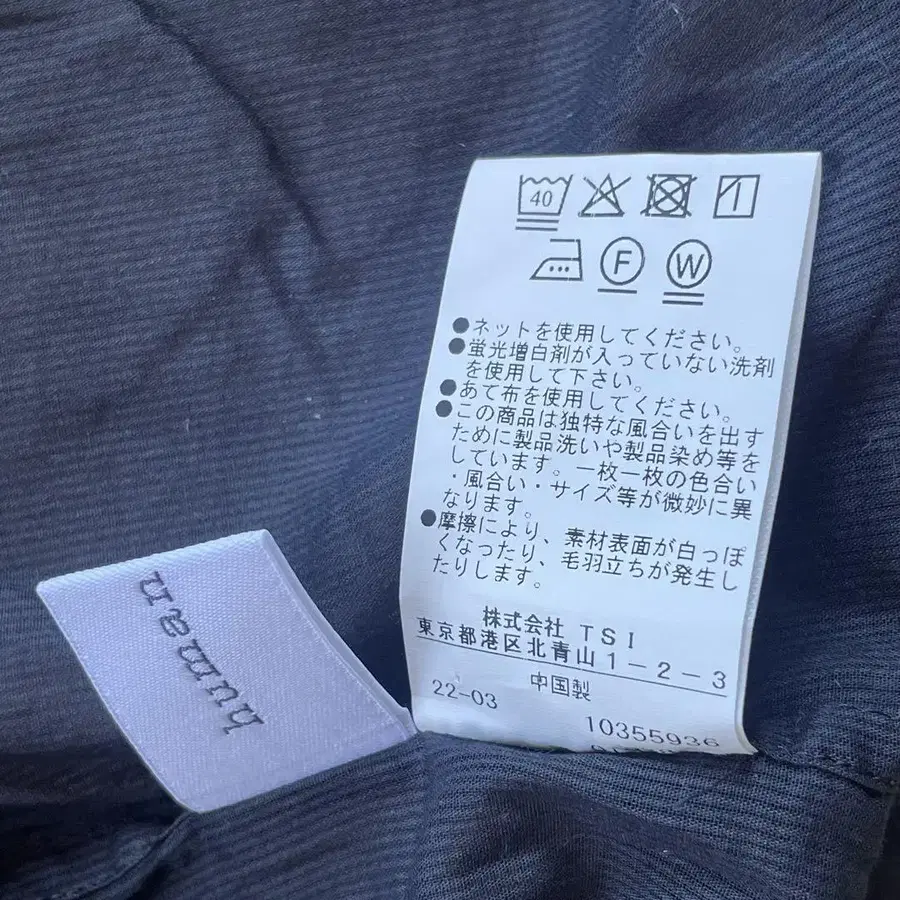 40
F
W
●ネットを使用してください。
●蛍光増白剤が入っていない洗剤
を使用して下さい。
●あて布を使用してください。
●この商品は独特な風合いを出す
ために製品洗いや製品染め等を
しています。一枚一枚の色合い
・風合い・サイズ等が微妙に異
なります。
●摩擦により、素材表面が白っぽ
くなったり、毛羽立ちが発生し
たりします。
株式会社 TSI
東京都港区北青山1-2-3
中国製
22-03
10355936
human